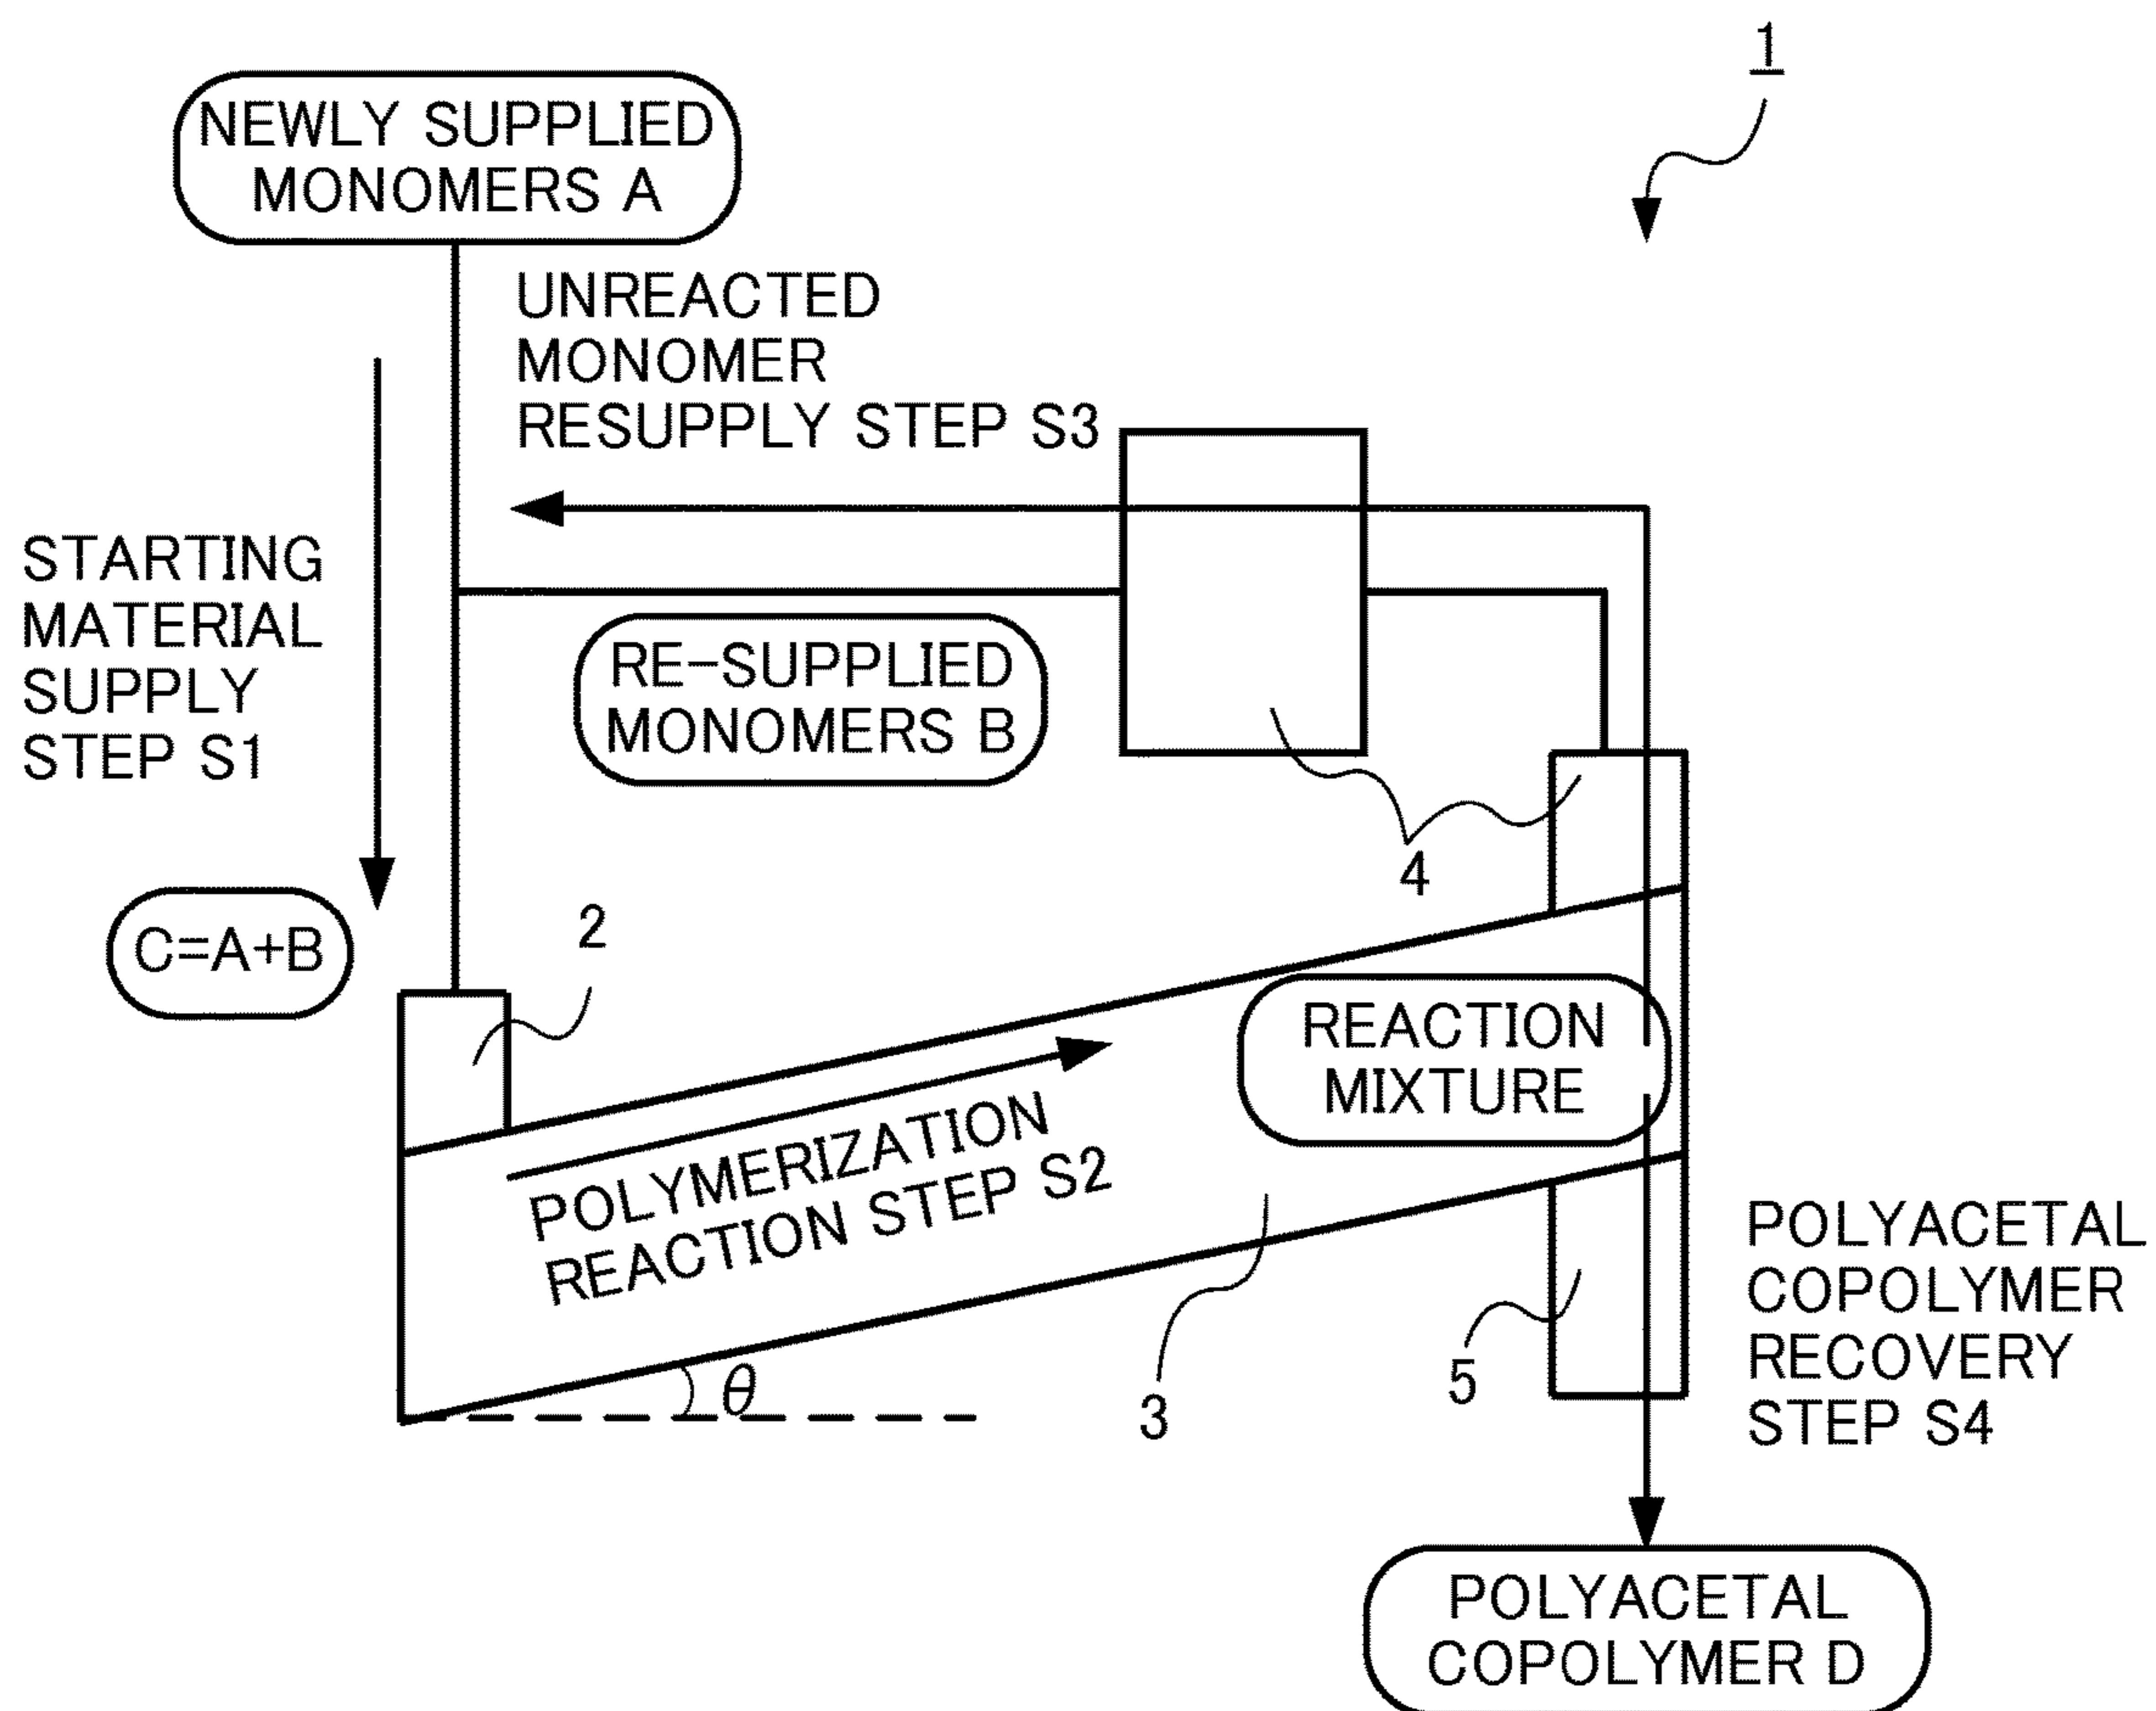 1
NEWLY SUPPLIED
MONOMERS A
UNREACTED
MONOMER
RESUPPLY STEP S3
STARTING
MATERIAL
SUPPLY
STEP S1
RE-SUPPLIED
MONOMERS B
4
C=A+B
2
REACTION
MIXTURE
POLYMERIZATION
REACTION STEP S2
POLYACETAL
COPOLYMER
RECOVERY
STEP S4
θ
3
5
POLYACETAL
COPOLYMER D